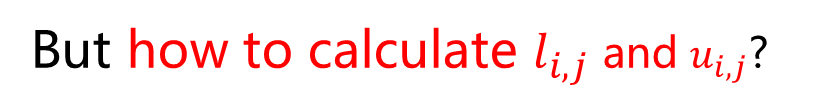 But how to calculate $l_{i,j}$ and $u_{i,j}$?